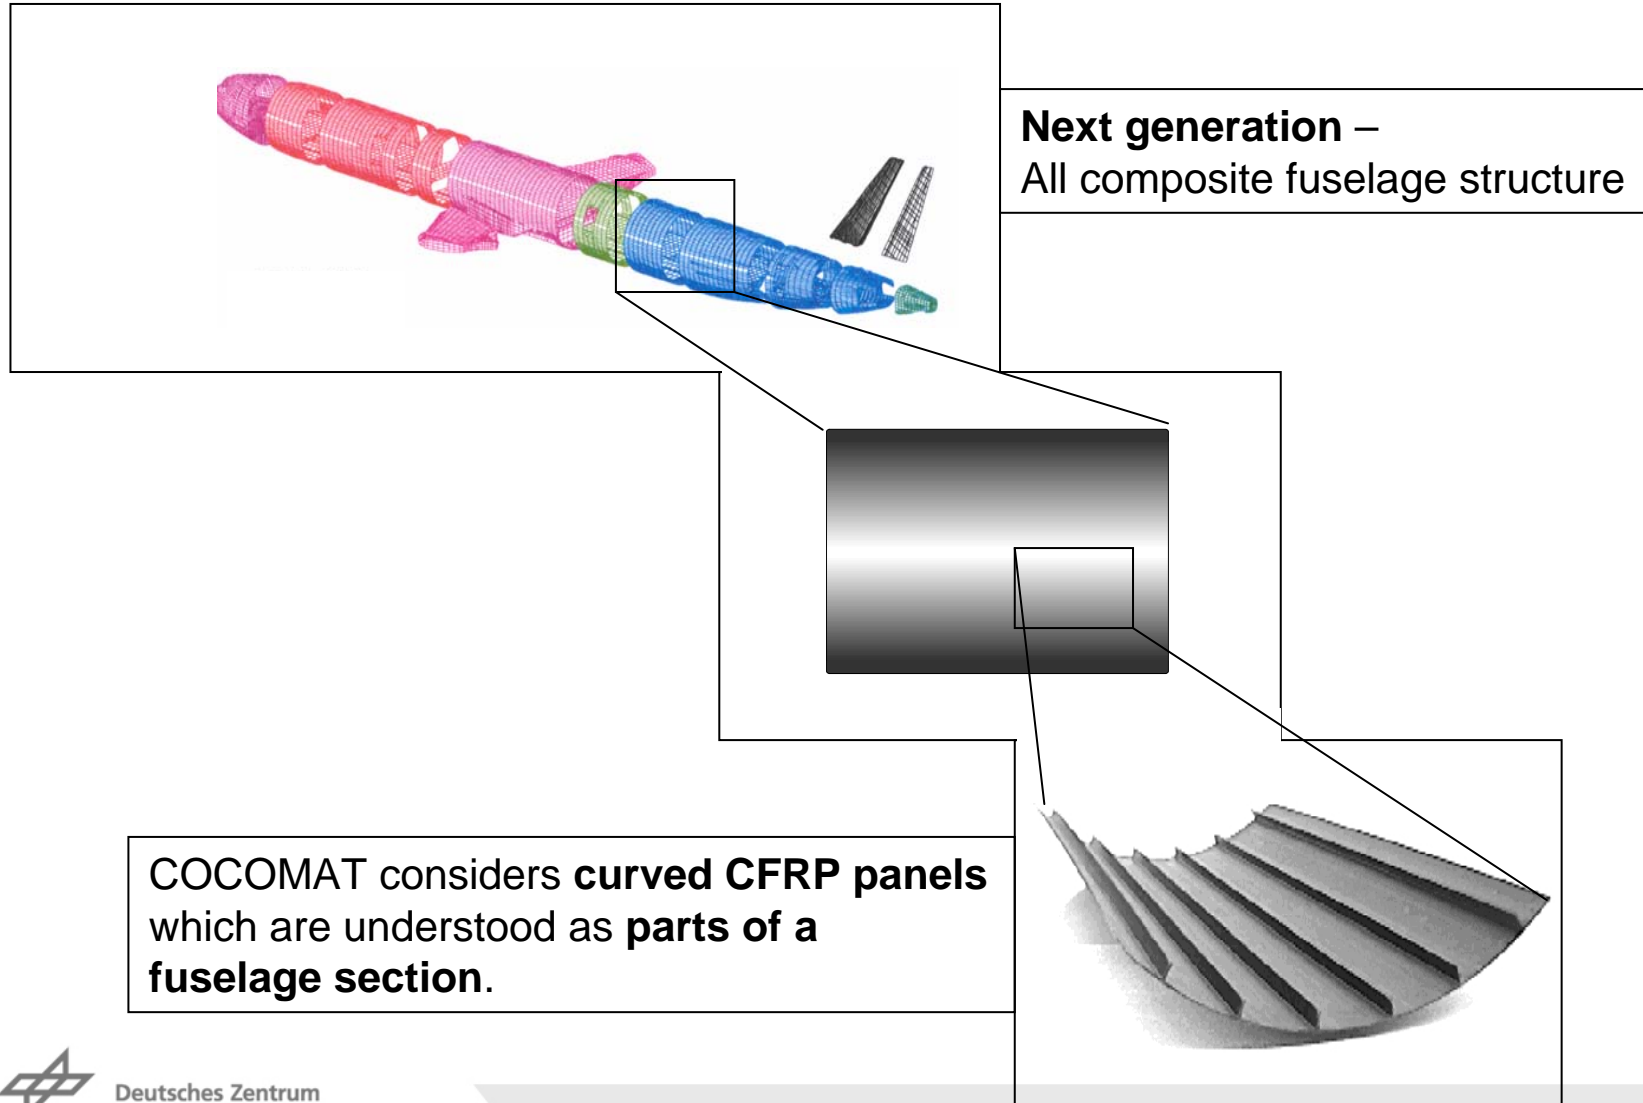 Next generation –
All composite fuselage structure
COCOMAT considers curved CFRP panels
which are understood as parts of a
fuselage section.
Deutsches Zentrum